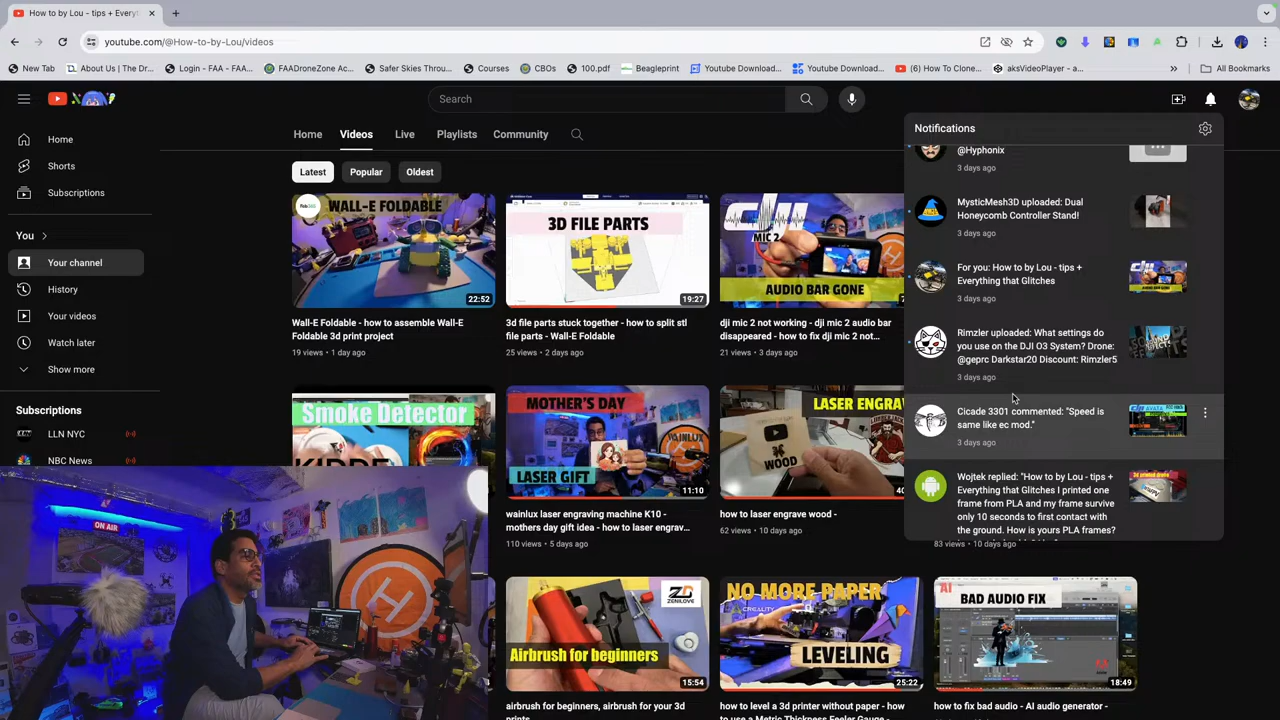 How to by Lou - tips + Everyt
youtube.com/@How-to-by-Lou/videos
New Tab
About Us | The Dr...
Login - FAA - FAA...
FAADroneZone Ac...
Safer Skies Throu...
Courses
CBOs
100.pdf
Beagleprint
Youtube Download...
Youtube Download...
(4) How To Clone...
aksVideoPlayer - a...
»
All Bookmarks
Search
Home
Videos
Live
Playlists
Community
Home
Shorts
Subscriptions
You
Your channel
History
Your videos
Watch later
Show more
Subscriptions
LLN NYC
NBC News
Latest
Popular
Oldest
WALL-E FOLDABLE
22:52
Wall-E Foldable - how to assemble Wall-E
Foldable 3d print project
19 views • 1 day ago
3D FILE PARTS
19:27
3d file parts stuck together - how to split stl
file parts - Wall-E Foldable
25 views • 2 days ago
dji
MIC 2
AUDIO BAR GONE
dji mic 2 not working - dji mic 2 audio bar
disappeared - how to fix dji mic 2 not...
21 views • 3 days ago
Smoke Detector
KIDDE
MOTHER'S DAY
WAINLUX
LASER GIFT
11:10
wainlux laser engraving machine K10 -
mothers day gift idea - how to laser engrav...
110 views • 5 days ago
LASER ENGRAV
WOOD
40
how to laser engrave wood -
62 views • 10 days ago
83 views • 10 days ago
ZENILOVE
Airbrush for beginners
15:54
airbrush for beginners, airbrush for your 3d
prints
NO MORE PAPER
CREALITY
LEVELING
25:22
how to level a 3d printer without paper - how
to use a Metric Thickness Feeler Gauge -
AI
BAD AUDIO FIX
18:49
how to fix bad audio - AI audio generator -
Notifications
@Hyphonix
3 days ago
MysticMesh3D uploaded: Dual
Honeycomb Controller Stand!
3 days ago
For you: How to by Lou - tips +
Everything that Glitches
3 days ago
Rimzler uploaded: What settings do
you use on the DJI O3 System? Drone:
@geprc Darkstar20 Discount: Rimzler5
3 days ago
Cicade 3301 commented: "Speed is
same like ec mod."
3 days ago
Wojtek replied: "How to by Lou - tips +
Everything that Glitches I printed one
frame from PLA and my frame survive
only 10 seconds to first contact with
the ground. How is yours PLA frames?
ON AIR